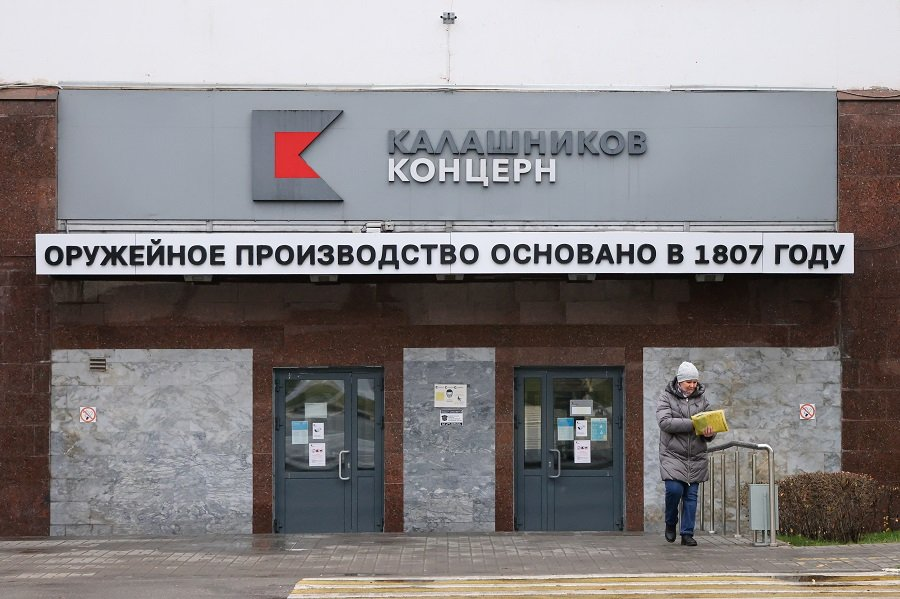 КАЛАШНИКОВ
КОНЦЕРН
ОРУЖЕЙНОЕ ПРОИЗВОДСТВО ОСНОВАНО В 1807 ГОДУ